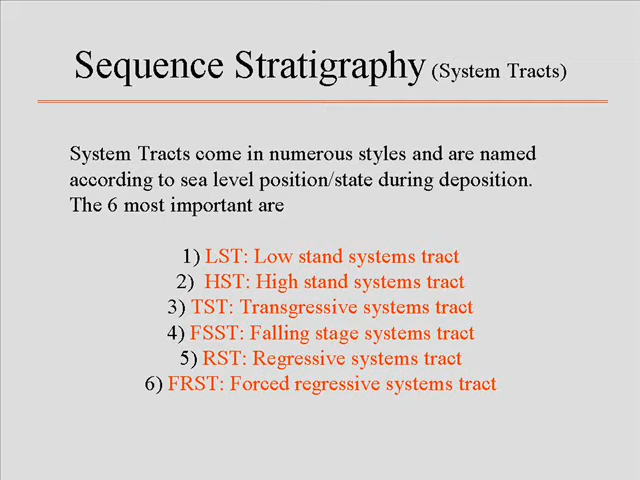 Sequence Stratigraphy (System Tracts)
System Tracts come in numerous styles and are named
according to sea level position/state during deposition.
The 6 most important are
1) LST: Low stand systems tract
2) HST: High stand systems tract
3) TST: Transgressive systems tract
4) FSST: Falling stage systems tract
5) RST: Regressive systems tract
6) FRST: Forced regressive systems tract